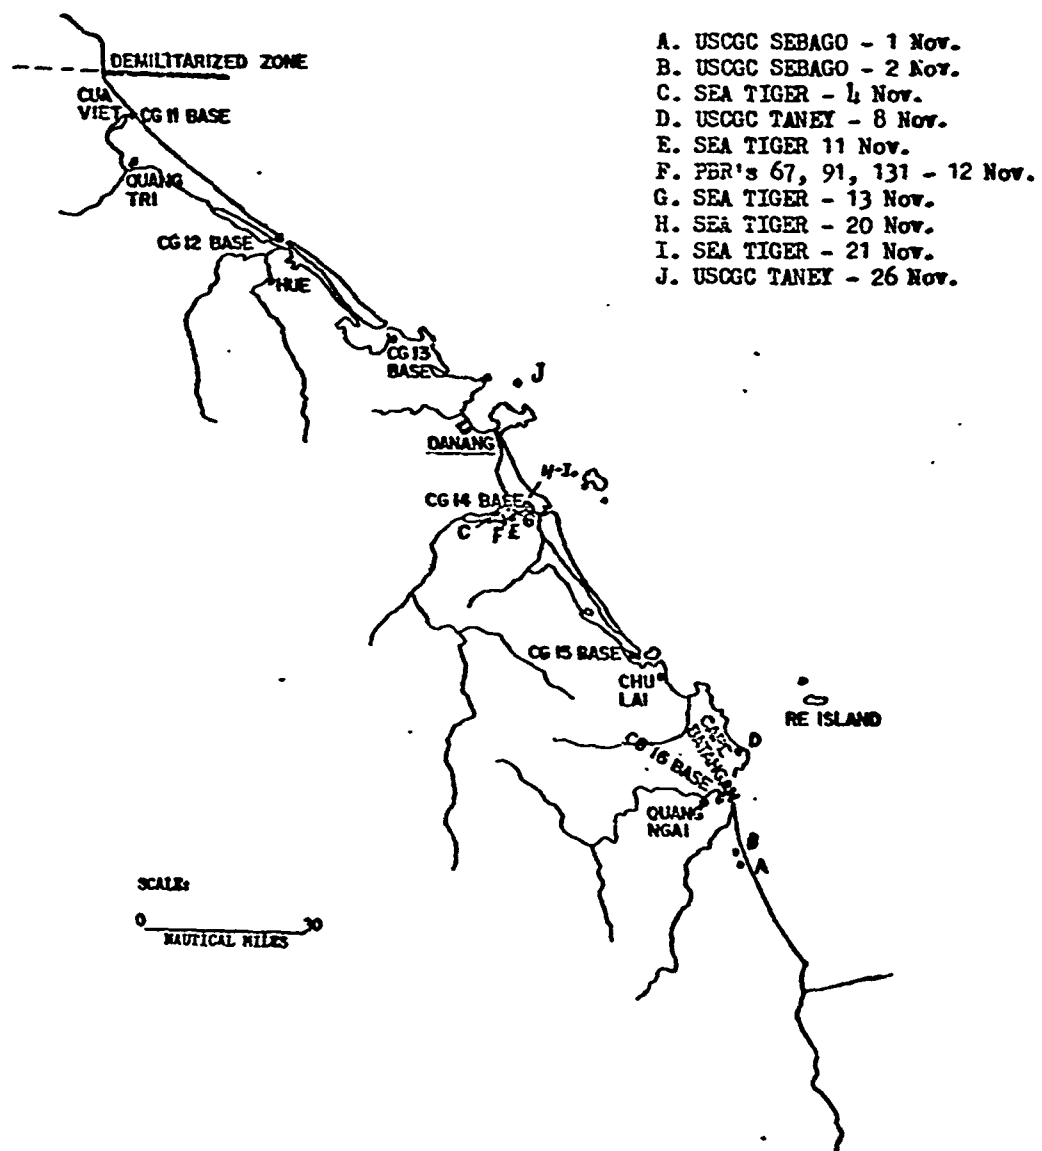 A. USCGC SEBAGO - 1 Nov.
B. USCGC SEBAGO - 2 Nov.
C. SEA TIGER - 4 Nov.
D. USCGC TANEY - 8 Nov.
E. SEA TIGER 11 Nov.
F. PBR's 67, 91, 131 - 12 Nov.
G. SEA TIGER - 13 Nov.
H. SEA TIGER - 20 Nov.
I. SEA TIGER - 21 Nov.
J. USCGC TANEY - 26 Nov.
DEMILITARIZED ZONE
CUA
VIET
CG 11 BASE
QUANG
TRI
CG 12 BASE
HUE
CG 13
BASE
J
DANANG
H-I.
CG 14 BASE
C
F
E
G
CG 15 BASE
CHU
LAI
RE ISLAND
CAPE
BATANGAN
D
CG 16 BASE
QUANG
NGAI
B
A
SCALE:
0
30
NAUTICAL MILES